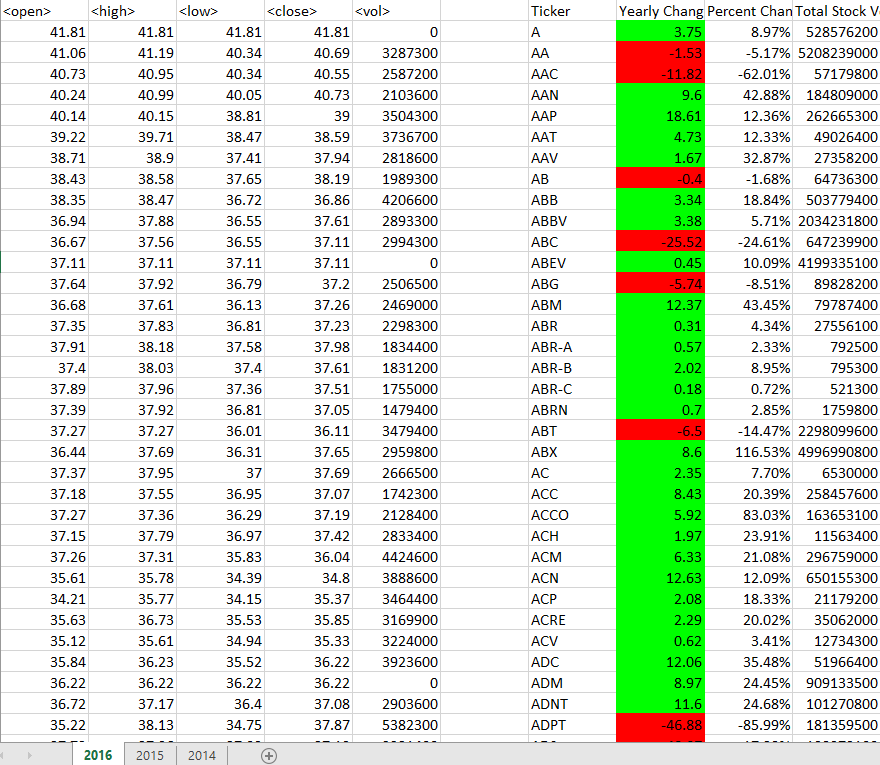 <open> <high> <low> <close> <vol> Ticker Yearly Chang Percent Chan Total Stock V
41.81 41.81 41.81 41.81 0 A 3.75 8.97% 528576200
41.06 41.19 40.34 40.69 3287300 AA -1.53 -5.17% 5208239000
40.73 40.95 40.34 40.55 2587200 AAC -11.82 -62.01% 57179800
40.24 40.99 40.05 40.73 2103600 AAN 9.6 42.88% 184809000
40.14 40.15 38.81 39 3504300 AAP 18.61 12.36% 262665300
39.22 39.71 38.47 38.59 3736700 AAT 4.73 12.33% 49026400
38.71 38.9 37.41 37.94 2818600 AAV 1.67 32.87% 27358200
38.43 38.58 37.65 38.19 1989300 AB -0.4 -1.68% 64736300
38.35 38.47 36.72 36.86 4206600 ABB 3.34 18.84% 503779400
36.94 37.88 36.55 37.61 2893300 ABBV 3.38 5.71% 2034231800
36.67 37.56 36.55 37.11 2994300 ABC -25.52 -24.61% 647239900
37.11 37.11 37.11 37.11 0 ABEV 0.45 10.09% 4199335100
37.64 37.92 36.79 37.2 2506500 ABG -5.74 -8.51% 89828200
36.68 37.61 36.13 37.26 2469000 ABM 12.37 43.45% 79787400
37.35 37.83 36.81 37.23 2298300 ABR 0.31 4.34% 27556100
37.91 38.18 37.58 37.98 1834400 ABR-A 0.57 2.33% 792500
37.4 38.03 37.4 37.61 1831200 ABR-B 2.02 8.95% 795300
37.89 37.96 37.36 37.51 1755000 ABR-C 0.18 0.72% 521300
37.39 37.92 36.81 37.05 1479400 ABRN 0.7 2.85% 1759800
37.27 37.27 36.01 36.11 3479400 ABT -6.5 -14.47% 2298099600
36.44 37.69 36.31 37.65 2959800 ABX 8.6 116.53% 4996990800
37.37 37.95 37 37.69 2666500 AC 2.35 7.70% 6530000
37.18 37.55 36.95 37.07 1742300 ACC 8.43 20.39% 258457600
37.27 37.36 36.29 37.19 2128400 ACCO 5.92 83.03% 163653100
37.15 37.79 36.97 37.42 2833400 ACH 1.97 23.91% 11563400
37.26 37.31 35.83 36.04 4424600 ACM 6.33 21.08% 296759000
35.61 35.78 34.39 34.8 3888600 ACN 12.63 12.09% 650155300
34.21 35.77 34.15 35.37 3464400 ACP 2.08 18.33% 21179200
35.63 36.73 35.53 35.85 3169900 ACRE 2.29 20.02% 35062000
35.12 35.61 34.94 35.33 3224000 ACV 0.62 3.41% 12734300
35.84 36.23 35.52 36.22 3923600 ADC 12.06 35.48% 51966400
36.22 36.22 36.22 36.22 0 ADM 8.97 24.45% 909133500
36.72 37.17 36.4 37.08 2903600 ADNT 11.6 24.68% 101270800
35.22 38.13 34.75 37.87 5382300 ADPT -46.88 -85.99% 181359500
2016 2015 2014